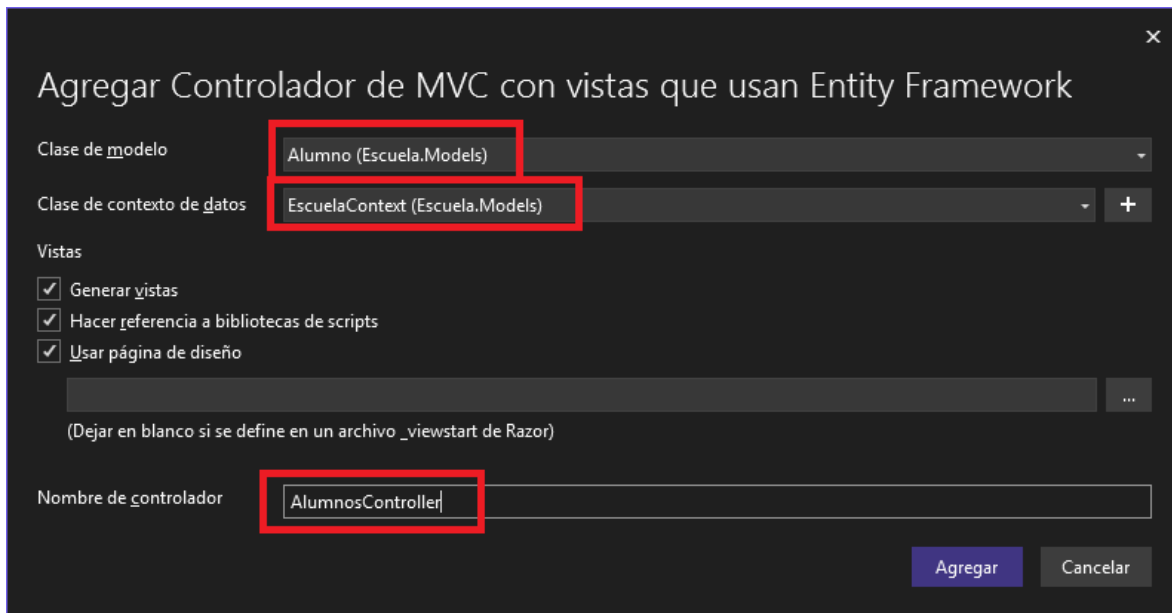 Agregar Controlador de MVC con vistas que usan Entity Framework
Clase de modelo
Alumno (Escuela.Models)
Clase de contexto de datos
EscuelaContext (Escuela.Models)
Vistas
Generar vistas
Hacer referencia a bibliotecas de scripts
Usar página de diseño
...
(Dejar en blanco si se define en un archivo _viewstart de Razor)
Nombre de controlador
AlumnosController
Agregar
Cancelar